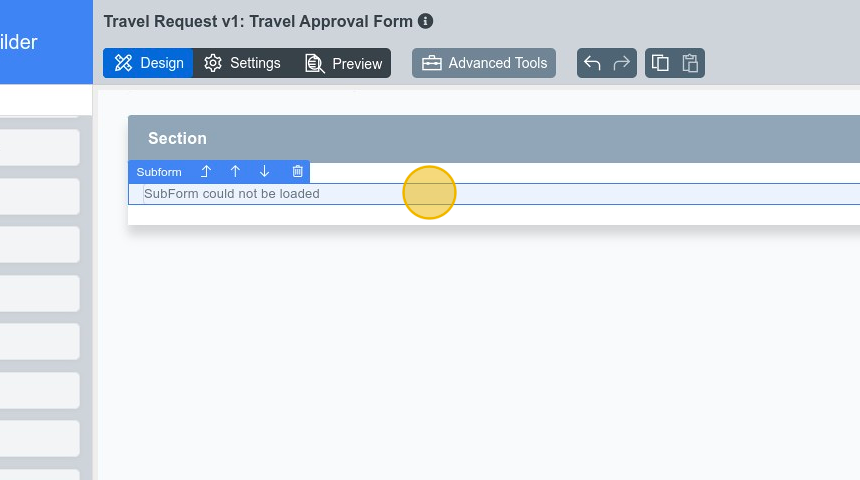 Travel Request v1: Travel Approval Form
ilder
Design Settings Preview Advanced Tools
Section
Subform
SubForm could not be loaded